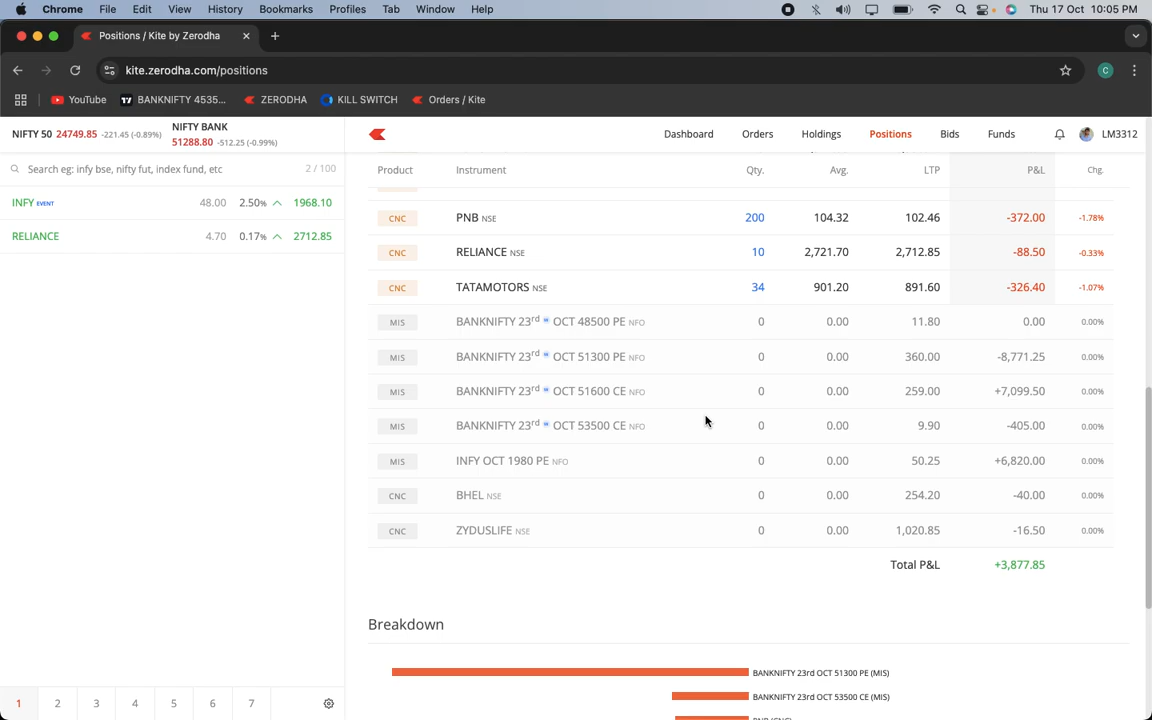 Chrome File Edit View History Bookmarks Profiles Tab Window Help Thu 17 Oct 10:05 PM
Positions / Kite by Zerodha
kite.zerodha.com/positions C
YouTube BANKNIFTY 4535... ZERODHA KILL SWITCH Orders / Kite
NIFTY 50 24749.85 -221.45 (-0.89%)
NIFTY BANK
51288.80 -512.25 (-0.99%)
Dashboard Orders Holdings Positions Bids Funds LM3312
Search eg: infy bse, nifty fut, index fund, etc 2 / 100
INFY EVENT 48.00 2.50% 1968.10
RELIANCE 4.70 0.17% 2712.85
Product Instrument Qty. Avg. LTP P&L Chg.
CNC PNB NSE 200 104.32 102.46 -372.00 -1.78%
CNC RELIANCE NSE 10 2,721.70 2,712.85 -88.50 -0.33%
CNC TATAMOTORS NSE 34 901.20 891.60 -326.40 -1.07%
MIS BANKNIFTY 23rd w OCT 48500 PE NFO 0 0.00 11.80 0.00 0.00%
MIS BANKNIFTY 23rd w OCT 51300 PE NFO 0 0.00 360.00 -8,771.25 0.00%
MIS BANKNIFTY 23rd w OCT 51600 CE NFO 0 0.00 259.00 +7,099.50 0.00%
MIS BANKNIFTY 23rd w OCT 53500 CE NFO 0 0.00 9.90 -405.00 0.00%
MIS INFY OCT 1980 PE NFO 0 0.00 50.25 +6,820.00 0.00%
CNC BHEL NSE 0 0.00 254.20 -40.00 0.00%
CNC ZYDUSLIFE NSE 0 0.00 1,020.85 -16.50 0.00%
Total P&L +3,877.85
Breakdown
BANKNIFTY 23rd OCT 51300 PE (MIS)
BANKNIFTY 23rd OCT 53500 CE (MIS)
1 2 3 4 5 6 7